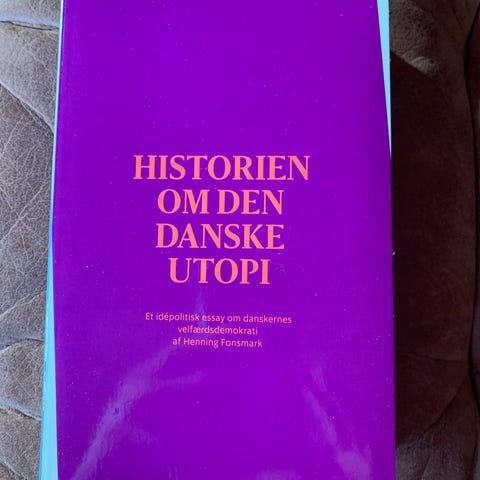 HISTORIEN
OM DEN
DANSKE
UTOPI
Et idépolitisk essay om danskernes
velfærdsdemokrati
af Henning Fonsmark